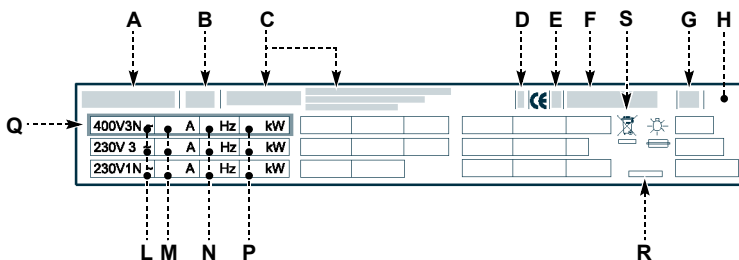 A B C D E F S G H
CE
Q
400V3N ~ A Hz kW
230V 3 ~ A Hz kW
230V1N ~ A Hz kW
L M N P R